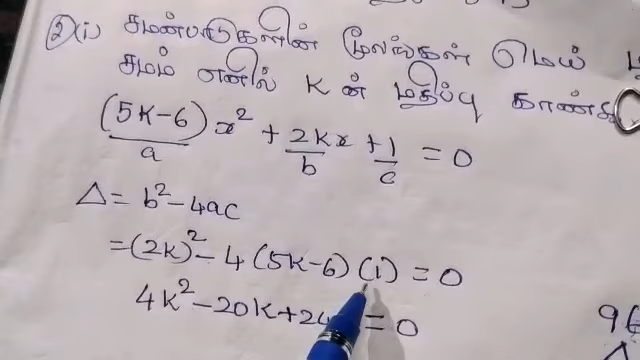 ② (i) சமன்பாடுகளின் மூலங்கள் மெய்
சமம் எனில் K ன் மதிப்பு காண்க
(5K-6)x² + 2Kx + 1 = 0
a b c
Δ = b² - 4ac
= (2K)² - 4(5K-6)(1) = 0
4K² - 20K + 24 = 0